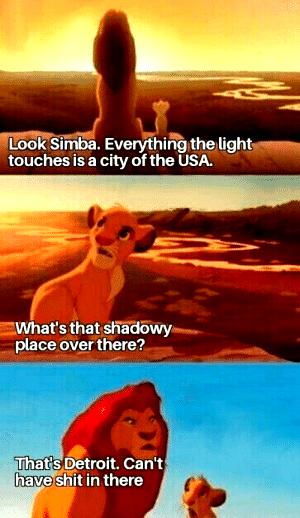 Look Simba. Everything the light
touches is a city of the USA.
What's that shadowy
place over there?
That's Detroit. Can't
have shit in there